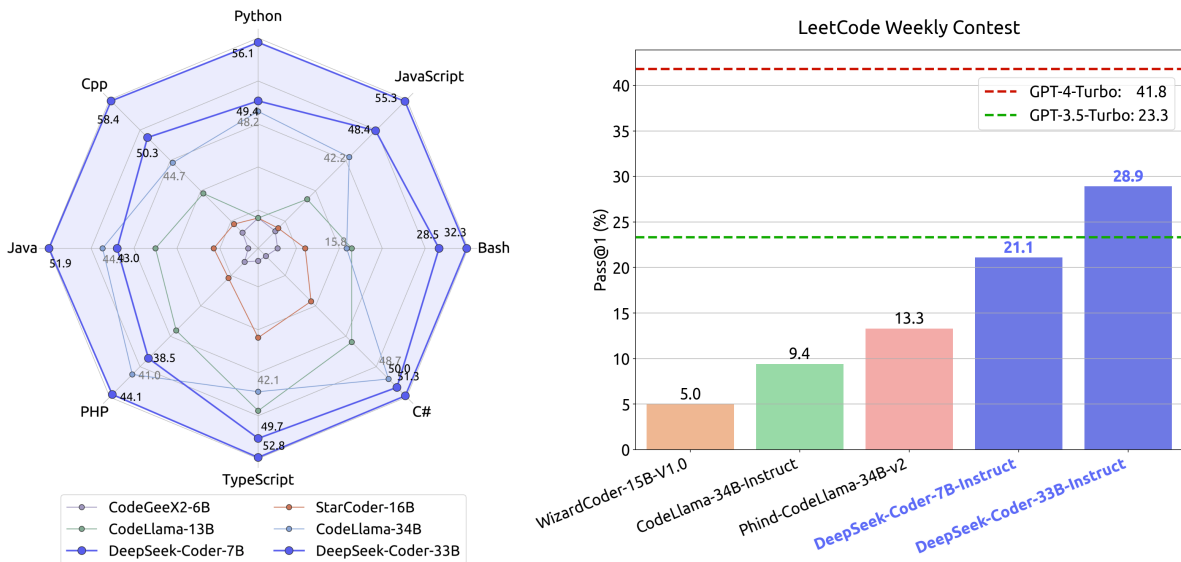 Python
56.1
JavaScript
55.3
Cpp
58.4
49.4
48.2
48.4
50.3
42.2
44.7
Java
51.9
43.0
15.8
28.5
32.3
Bash
38.5
41.0
44.1
PHP
42.1
48.7
50.0
51.3
C#
49.7
52.8
TypeScript
CodeGeeX2-6B
StarCoder-16B
CodeLlama-13B
CodeLlama-34B
DeepSeek-Coder-7B
DeepSeek-Coder-33B
LeetCode Weekly Contest
Pass@1 (%)
40
35
30
25
20
15
10
5
0
GPT-4-Turbo: 41.8
GPT-3.5-Turbo: 23.3
5.0
9.4
13.3
21.1
28.9
WizardCoder-15B-V1.0
CodeLlama-34B-Instruct
Phind-CodeLlama-34B-v2
DeepSeek-Coder-7B-Instruct
DeepSeek-Coder-33B-Instruct